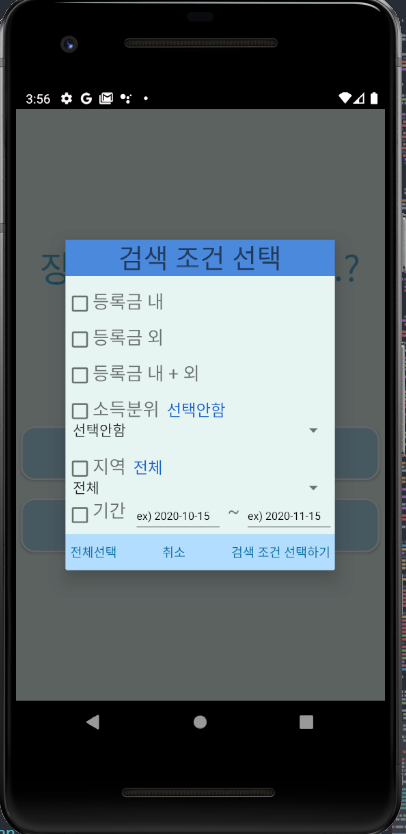 3:56
장 .?
검색 조건 선택
등록금 내
등록금 외
등록금 내 + 외
소득분위 선택안함
선택안함
지역 전체
전체
기간 ex) 2020-10-15 ~ ex) 2020-11-15
전체선택 취소 검색 조건 선택하기